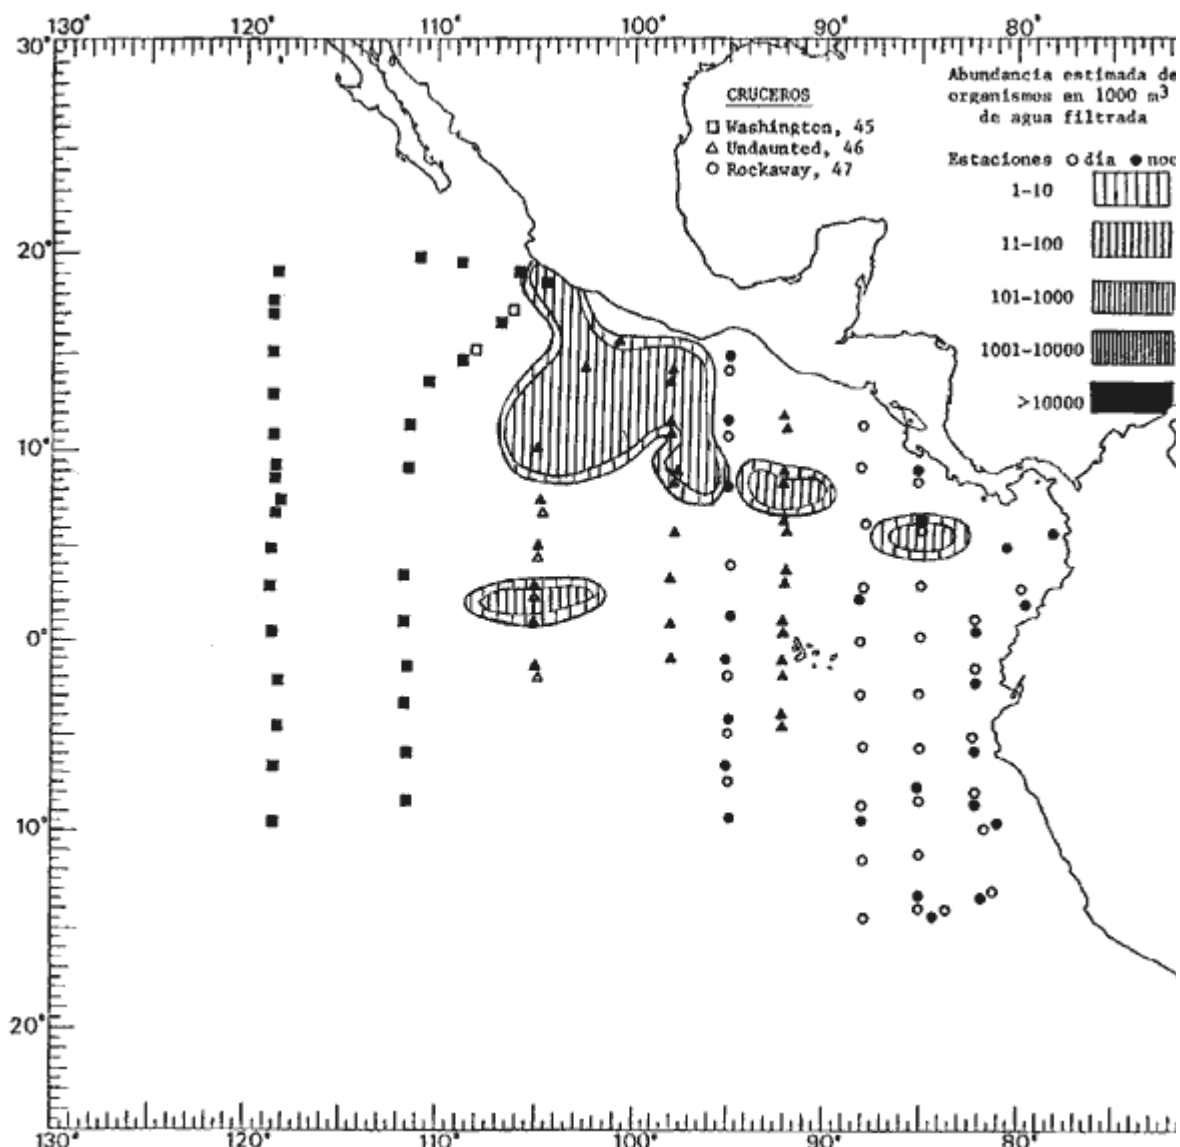 130° 120° 110° 100° 90° 80°
30°
20°
10°
0°
10°
20°
CRUCEROS
Washington, 45
Undaunted, 46
Rockaway, 47
Abundancia estimada de
organismos en 1000 m³
de agua filtrada
Estaciones día noc
1-10
11-100
101-1000
1001-10000
>10000
130° 120° 110° 100° 90° 80°